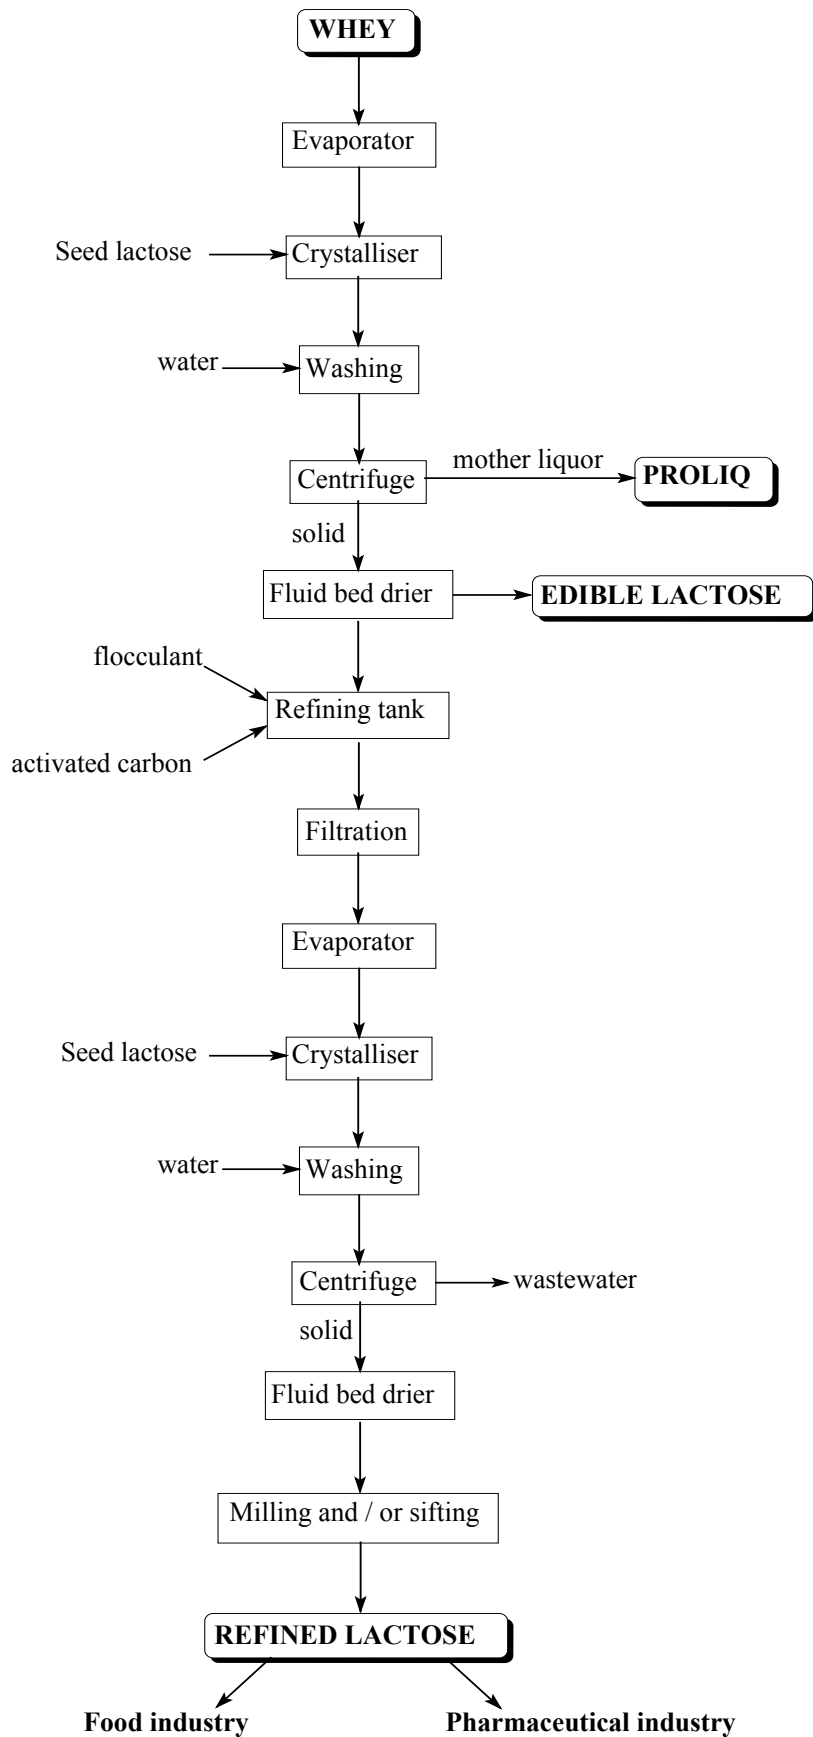 WHEY
Evaporator
Seed lactose
Crystalliser
water
Washing
Centrifuge
mother liquor
PROLIQ
solid
Fluid bed drier
EDIBLE LACTOSE
flocculant
Refining tank
activated carbon
Filtration
Evaporator
Seed lactose
Crystalliser
water
Washing
Centrifuge
wastewater
solid
Fluid bed drier
Milling and / or sifting
REFINED LACTOSE
Food industry
Pharmaceutical industry